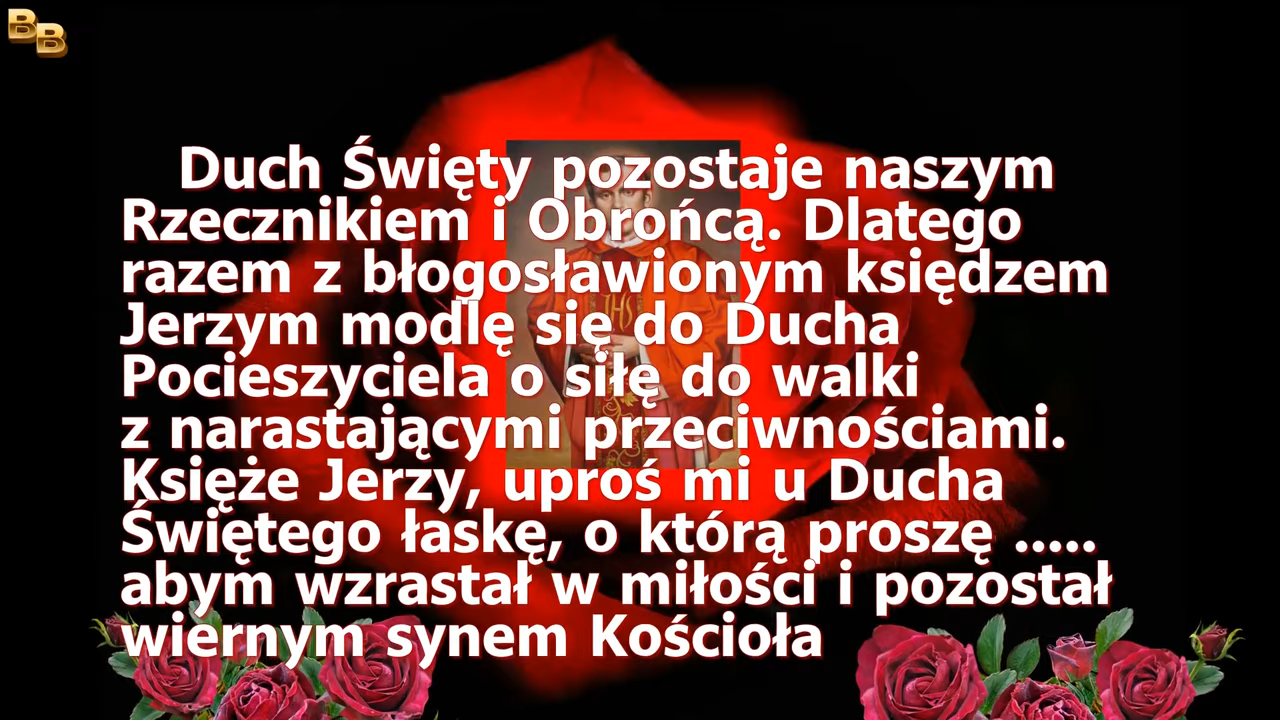 BB
Duch Święty pozostaje naszym
Rzecznikiem i Obrońcą. Dlatego
razem z błogosławionym księdzem
Jerzym modlę się do Ducha
Pocieszyciela o siłę do walki
z narastającymi przeciwnościami.
Księże Jerzy, uproś mi u Ducha
Świętego łaskę, o którą proszę .....
abym wzrastał w miłości i pozostał
wiernym synem Kościoła
IHS